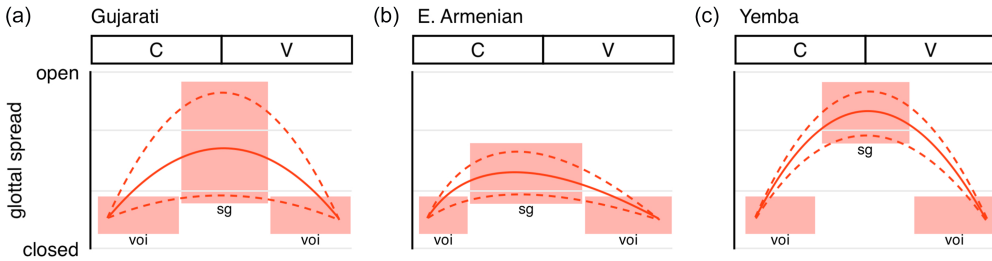 (a) Gujarati
C V
open
glottal spread
closed
sg
voi voi
(b) E. Armenian
C V
sg
voi voi
(c) Yemba
C V
sg
voi voi